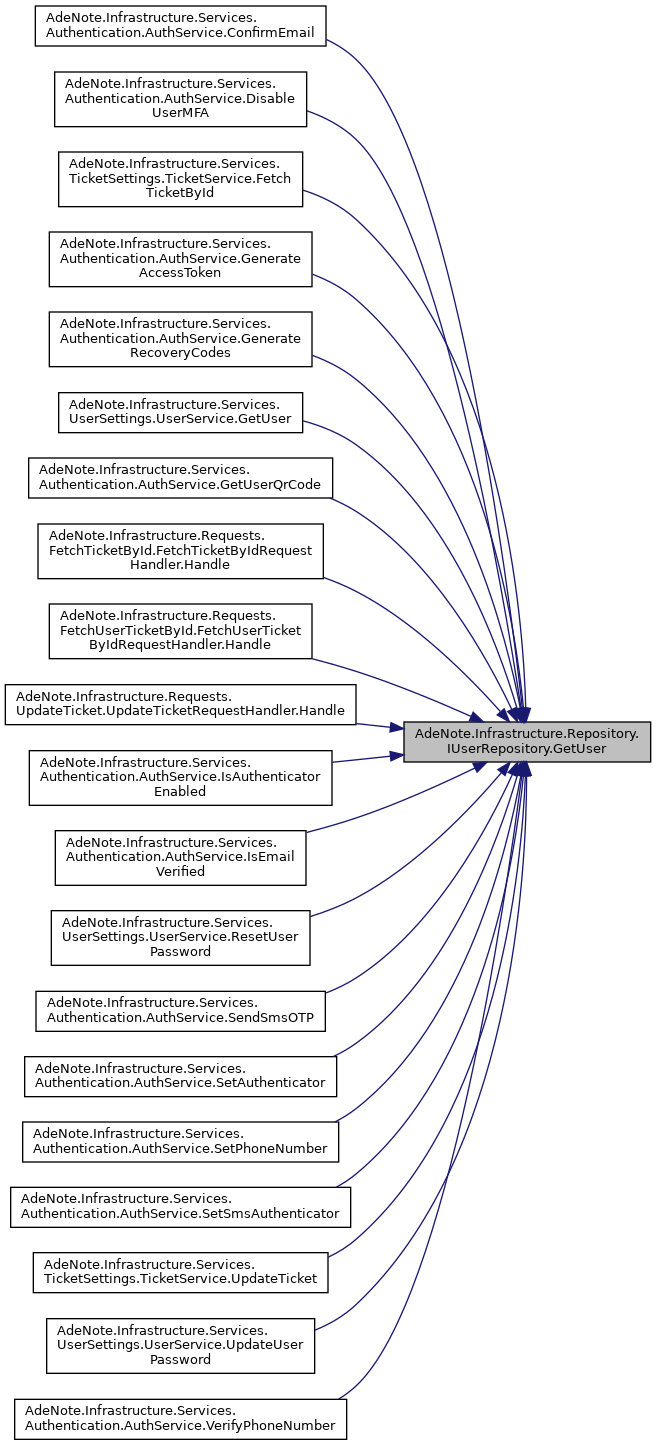 AdeNote.Infrastructure.Services.
Authentication.AuthService.ConfirmEmail
AdeNote.Infrastructure.Services.
Authentication.AuthService.Disable
UserMFA
AdeNote.Infrastructure.Services.
TicketSettings.TicketService.Fetch
TicketById
AdeNote.Infrastructure.Services.
Authentication.AuthService.Generate
AccessToken
AdeNote.Infrastructure.Services.
Authentication.AuthService.Generate
RecoveryCodes
AdeNote.Infrastructure.Services.
UserSettings.UserService.GetUser
AdeNote.Infrastructure.Services.
Authentication.AuthService.GetUserQrCode
AdeNote.Infrastructure.Requests.
FetchTicketById.FetchTicketByIdRequest
Handler.Handle
AdeNote.Infrastructure.Requests.
FetchUserTicketById.FetchUserTicket
ByIdRequestHandler.Handle
AdeNote.Infrastructure.Requests.
UpdateTicket.UpdateTicketRequestHandler.Handle
AdeNote.Infrastructure.Repository.
IUserRepository.GetUser
AdeNote.Infrastructure.Services.
Authentication.AuthService.IsAuthenticator
Enabled
AdeNote.Infrastructure.Services.
Authentication.AuthService.IsEmail
Verified
AdeNote.Infrastructure.Services.
UserSettings.UserService.ResetUser
Password
AdeNote.Infrastructure.Services.
Authentication.AuthService.SendSmsOTP
AdeNote.Infrastructure.Services.
Authentication.AuthService.SetAuthenticator
AdeNote.Infrastructure.Services.
Authentication.AuthService.SetPhoneNumber
AdeNote.Infrastructure.Services.
Authentication.AuthService.SetSmsAuthenticator
AdeNote.Infrastructure.Services.
TicketSettings.TicketService.UpdateTicket
AdeNote.Infrastructure.Services.
UserSettings.UserService.UpdateUser
Password
AdeNote.Infrastructure.Services.
Authentication.AuthService.VerifyPhoneNumber